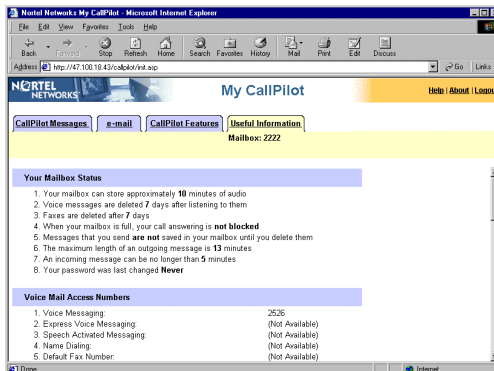 Nortel Networks My CallPilot - Microsoft Internet Explorer
File Edit View Favorites Tools Help
Back Forward Stop Refresh Home Search Favorites History Mail Print Edit Discuss
Address http://47.100.18.43/callpilot/init.asp Go Links
NORTEL NETWORKS My CallPilot Help | About | Logou
CallPilot Messages e-mail CallPilot Features Useful Information
Mailbox: 2222
Your Mailbox Status
1. Your mailbox can store approximately 10 minutes of audio
2. Voice messages are deleted 7 days after listening to them
3. Faxes are deleted after 7 days
4. When your mailbox is full, your call answering is not blocked
5. Messages that you send are not saved in your mailbox until you delete them
6. The maximum length of an outgoing message is 13 minutes
7. An incoming message can be no longer than 5 minutes
8. Your password was last changed Never
Voice Mail Access Numbers
1. Voice Messaging: 2526
2. Express Voice Messaging: (Not Available)
3. Speech Activated Messaging: (Not Available)
4. Name Dialing: (Not Available)
5. Default Fax Number: (Not Available)
Done Internet